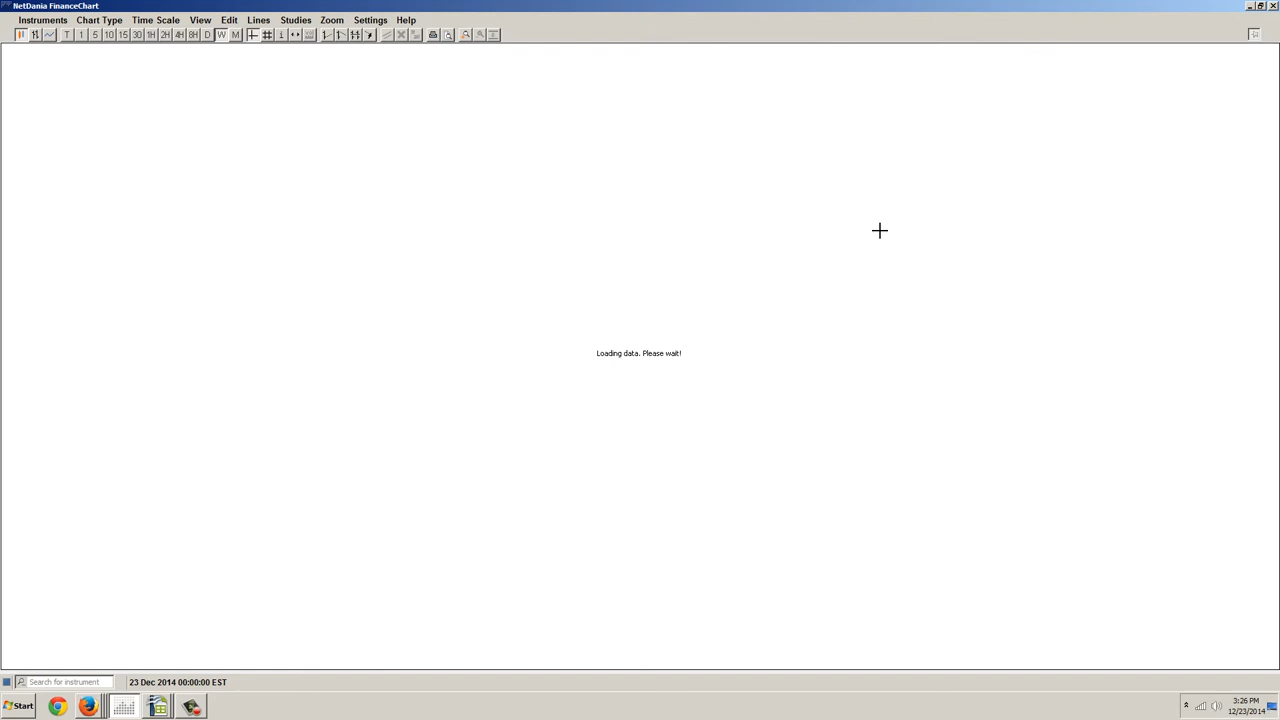 NetDania FinanceChart
Instruments Chart Type Time Scale View Edit Lines Studies Zoom Settings Help
T 1 5 10 15 30 1H 2H 4H 8H D W M
Loading data. Please wait!
Search for instrument 23 Dec 2014 00:00:00 EST
Start 3:26 PM
12/23/2014